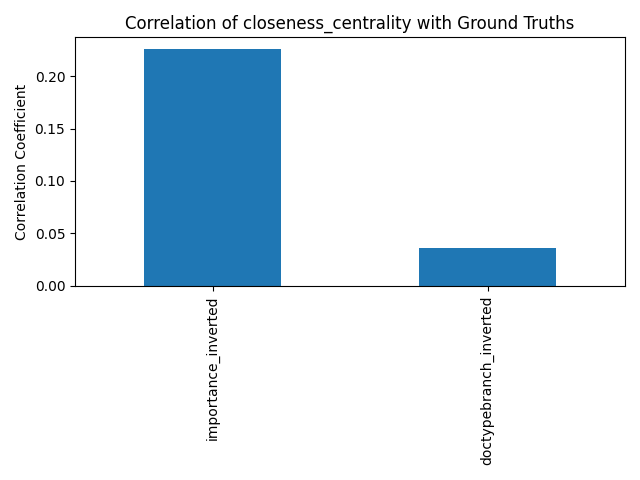 Correlation of closeness_centrality with Ground Truths
Correlation Coefficient
0.20
0.15
0.10
0.05
0.00
importance_inverted
doctypebranch_inverted